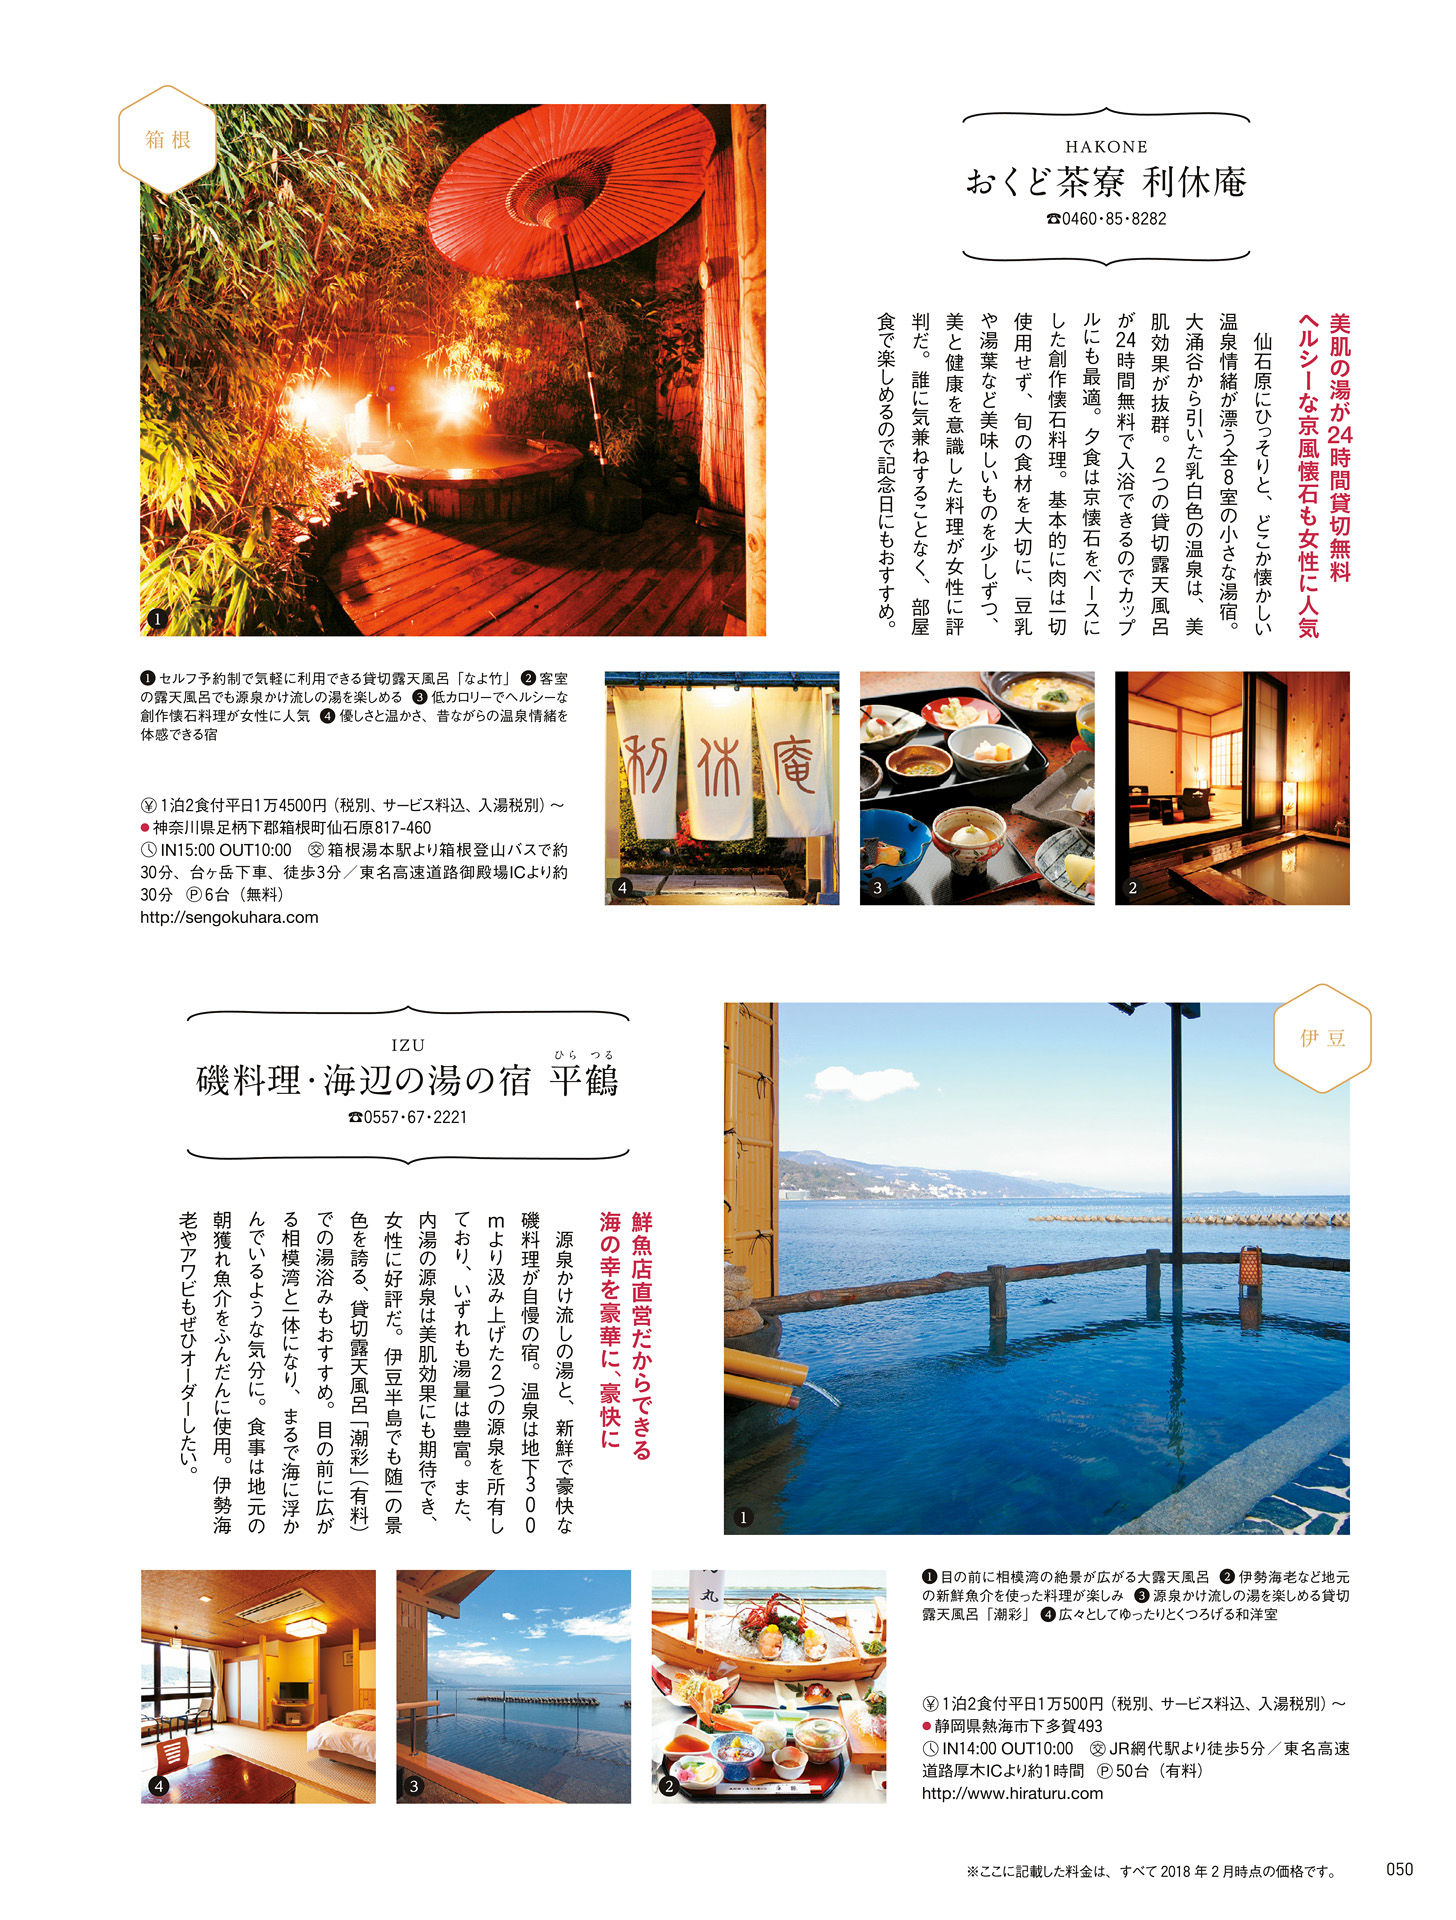 箱根
HAKONE
おくど茶寮 利休庵
☎0460・85・8282
美肌の湯が24時間貸切無料
ヘルシーな京風懐石も女性に人気
仙石原にひっそりと、どこか懐かしい
温泉情緒が漂う全8室の小さな湯宿。
大涌谷から引いた乳白色の温泉は、美
肌効果が抜群。2つの貸切露天風呂
が24時間無料で入浴できるのでカップ
ルにも最適。夕食は京懐石をベースに
した創作懐石料理。基本的に肉は一切
使用せず、旬の食材を大切に、豆乳
や湯葉など美味しいものを少しずつ、
美と健康を意識した料理が女性に評
判だ。誰に気兼ねすることなく、部屋
食で楽しめるので記念日にもおすすめ。
1
❶ セルフ予約制で気軽に利用できる貸切露天風呂「なよ竹」 ❷ 客室
の露天風呂でも源泉かけ流しの湯を楽しめる ❸ 低カロリーでヘルシーな
創作懐石料理が女性に人気 ❹ 優しさと温かさ、昔ながらの温泉情緒を
体感できる宿
利休庵
4
3
2
¥ 1泊2食付平日1万4500円（税別、サービス料込、入湯税別）～
● 神奈川県足柄下郡箱根町仙石原817-460
IN15:00 OUT10:00 交 箱根湯本駅より箱根登山バスで約
30分、台ヶ岳下車、徒歩3分／東名高速道路御殿場ICより約
30分 Ⓟ 6台（無料）
http://sengokuhara.com
伊豆
IZU
ひら つる
磯料理・海辺の湯の宿 平鶴
☎0557・67・2221
鮮魚店直営だからできる
海の幸を豪華に、豪快に
源泉かけ流しの湯と、新鮮で豪快な
磯料理が自慢の宿。温泉は地下300
mより汲み上げた2つの源泉を所有し
ており、いずれも湯量は豊富。また、
内湯の源泉は美肌効果にも期待でき、
女性に好評だ。伊豆半島でも随一の景
色を誇る、貸切露天風呂「潮彩」（有料）
での湯浴みもおすすめ。目の前に広が
る相模湾と一体になり、まるで海に浮か
んでいるような気分に。食事は地元の
朝獲れ魚介をふんだんに使用。伊勢海
老やアワビもぜひオーダーしたい。
1
4
3
丸
2
❶ 目の前に相模湾の絶景が広がる大露天風呂 ❷ 伊勢海老など地元
の新鮮魚介を使った料理が楽しみ ❸ 源泉かけ流しの湯を楽しめる貸切
露天風呂「潮彩」 ❹ 広々としてゆったりとくつろげる和洋室
¥ 1泊2食付平日1万500円（税別、サービス料込、入湯税別）～
● 静岡県熱海市下多賀493
IN14:00 OUT10:00 交 JR網代駅より徒歩5分／東名高速
道路厚木ICより約1時間 Ⓟ 50台（有料）
http://www.hiraturu.com
※ここに記載した料金は、すべて2018年2月時点の価格です。
050